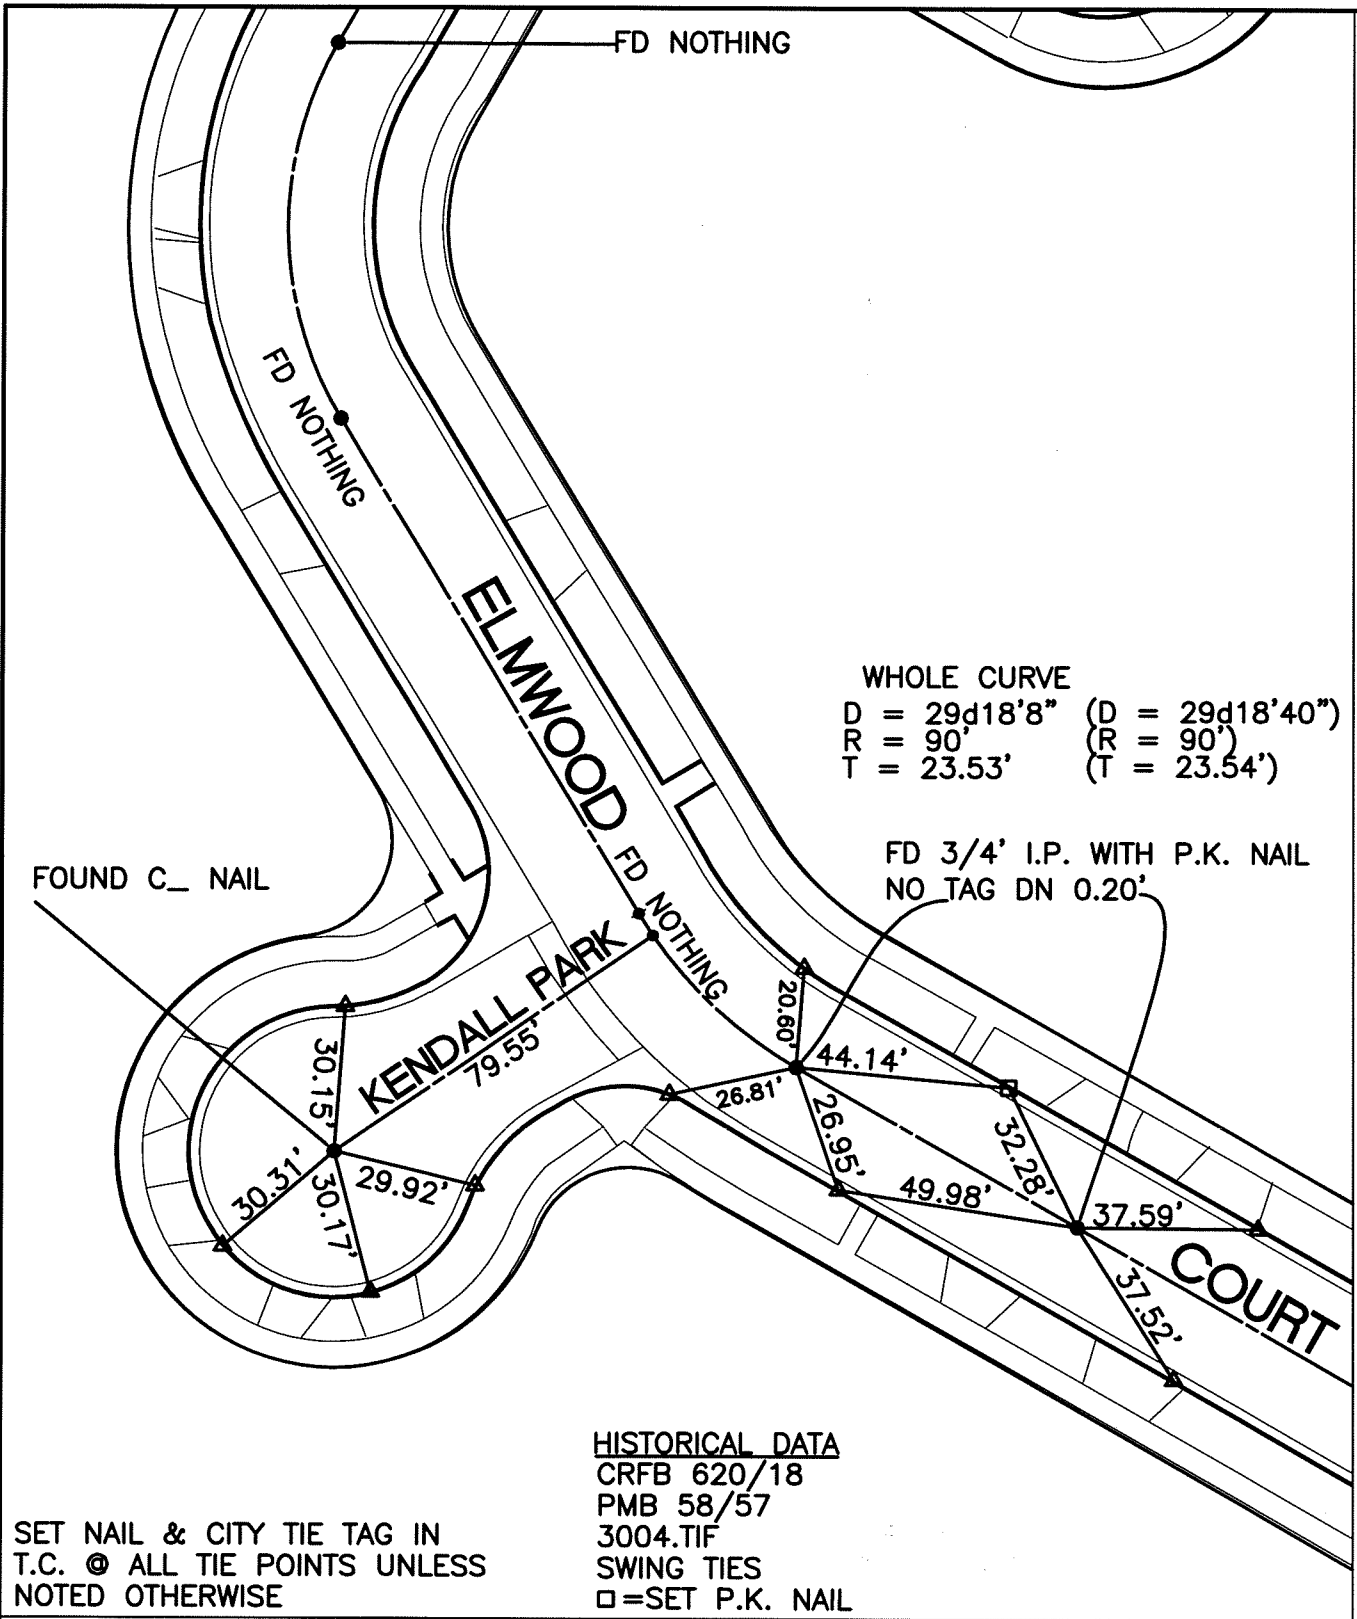 FD NOTHING
FD NOTHING
ELMWOOD
WHOLE CURVE
D = 29d18'8" (D = 29d18'40")
R = 90' (R = 90')
T = 23.53' (T = 23.54')
FD 3/4' I.P. WITH P.K. NAIL
NO TAG DN 0.20'
FOUND C_ NAIL
FD NOTHING
KENDALL PARK
79.55'
20.60'
44.14'
26.81'
26.95'
32.28'
49.98'
37.59'
37.52'
COURT
30.15'
30.31'
29.92'
30.17'
HISTORICAL DATA
CRFB 620/18
PMB 58/57
3004.TIF
SWING TIES
□=SET P.K. NAIL
SET NAIL & CITY TIE TAG IN
T.C. @ ALL TIE POINTS UNLESS
NOTED OTHERWISE